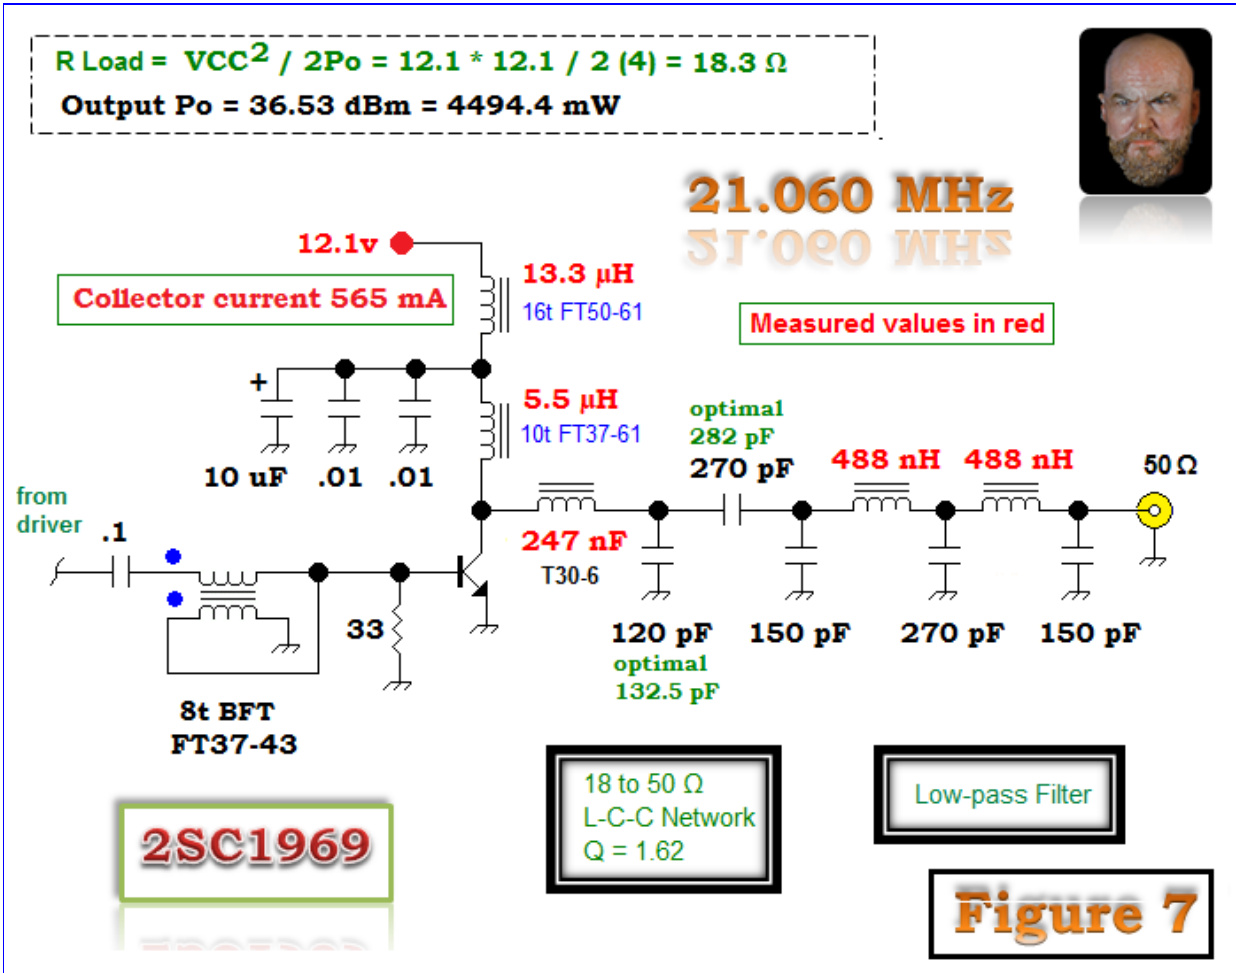 R Load = VCC² / 2Po = 12.1 * 12.1 / 2 (4) = 18.3 Ω
Output Po = 36.53 dBm = 4494.4 mW
21.060 MHz
12.1v
Collector current 565 mA
13.3 µH
16t FT50-61
Measured values in red
+
5.5 µH
10t FT37-61
optimal
282 pF
270 pF
488 nH
488 nH
50 Ω
10 uF
.01
.01
from
driver
.1
247 nF
T30-6
33
120 pF
optimal
132.5 pF
150 pF
270 pF
150 pF
8t BFT
FT37-43
18 to 50 Ω
L-C-C Network
Q = 1.62
Low-pass Filter
2SC1969
Figure 7